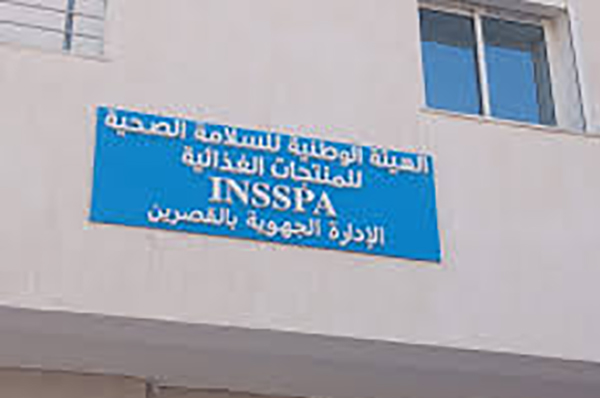 الهيئة الوطنية للسلامة الصحية
للمنتجات الغذائية
INSSPA
الإدارة الجهوية بالقصرين